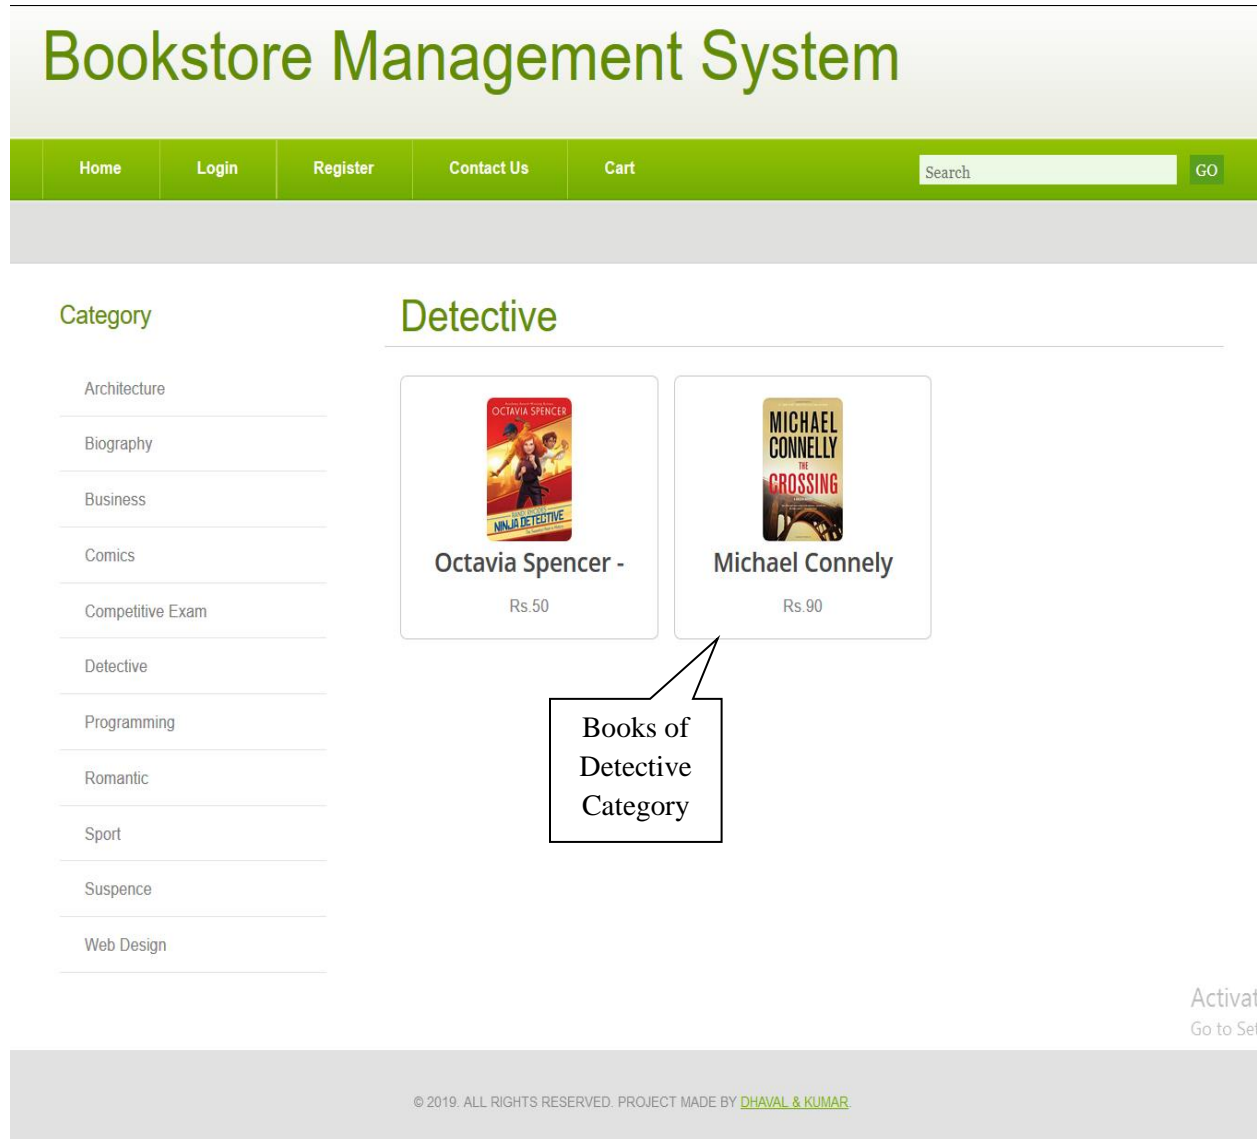 Bookstore Management System
Home Login Register Contact Us Cart Search GO
Category
Architecture
Biography
Business
Comics
Competitive Exam
Detective
Programming
Romantic
Sport
Suspence
Web Design
Detective
OCTAVIA SPENCER
NINJA DETECTIVE
Octavia Spencer -
Rs.50
MICHAEL
CONNELLY
THE
CROSSING
Michael Connely
Rs.90
Books of
Detective
Category
Activat
Go to Set
© 2019. ALL RIGHTS RESERVED. PROJECT MADE BY DHAVAL & KUMAR.